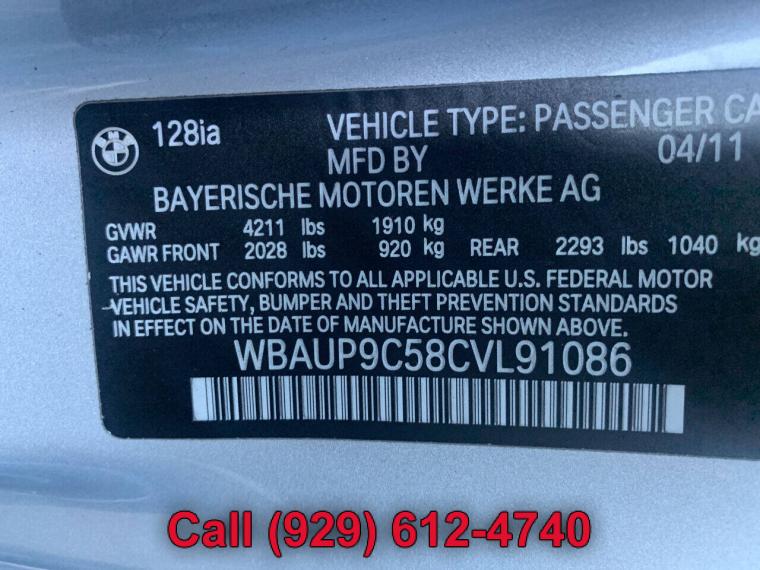 128ia VEHICLE TYPE: PASSENGER CA
MFD BY 04/11
BAYERISCHE MOTOREN WERKE AG
GVWR 4211 lbs 1910 kg
GAWR FRONT 2028 lbs 920 kg REAR 2293 lbs 1040 kg
THIS VEHICLE CONFORMS TO ALL APPLICABLE U.S. FEDERAL MOTOR
VEHICLE SAFETY, BUMPER AND THEFT PREVENTION STANDARDS
IN EFFECT ON THE DATE OF MANUFACTURE SHOWN ABOVE.
WBAUP9C58CVL91086
Call (929) 612-4740